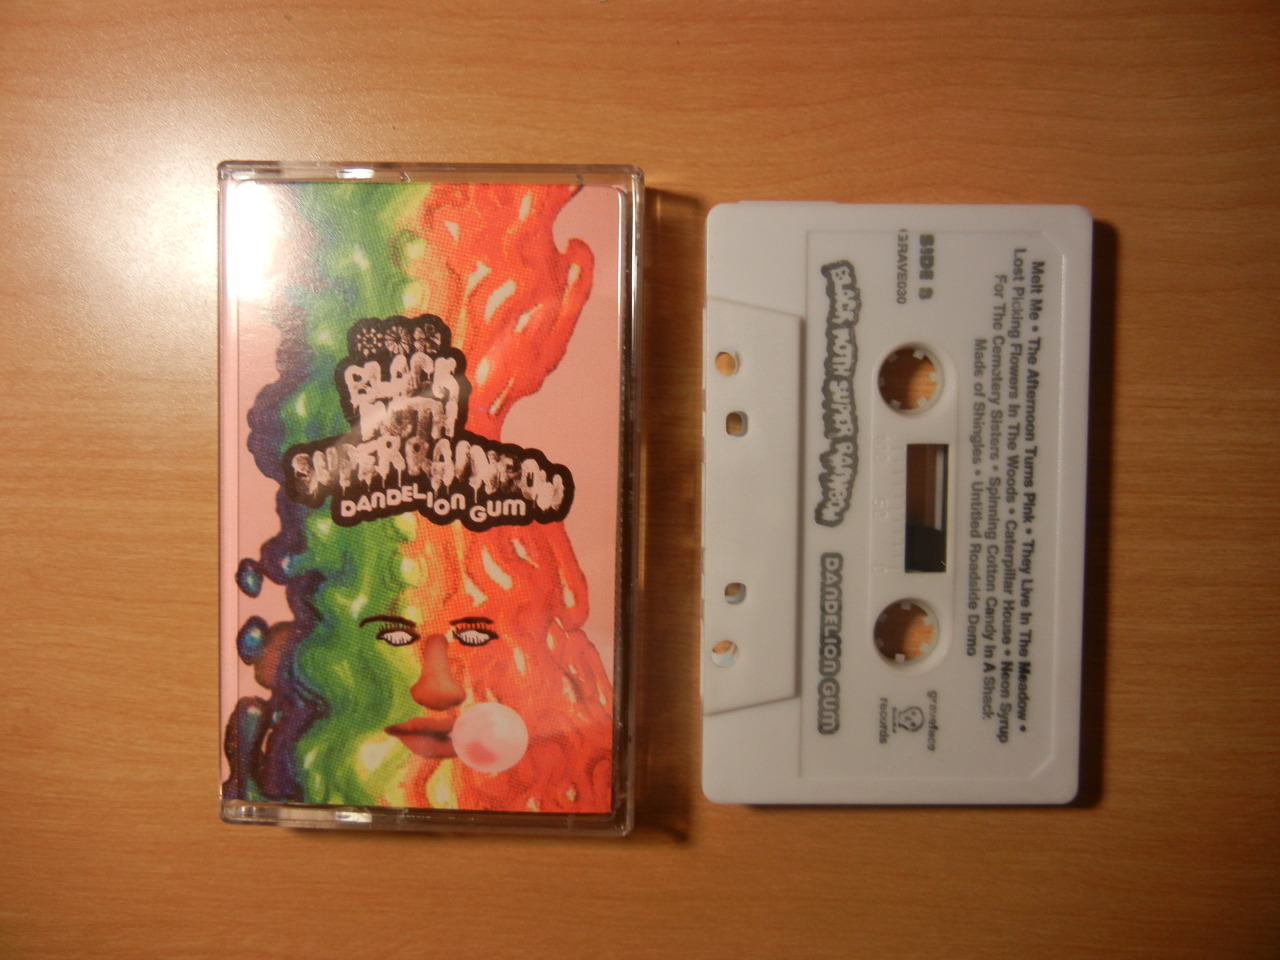 BLACK
MOTH
SUPER RAINBOW
DANDELION GUM
Melt Me • The Afternoon Turns Pink • They Live In The Meadow •
Lost Picking Flowers In The Woods • Caterpillar House • Neon Syrup
For The Cemetery Sisters • Spinning Cotton Candy In A Shack
Made of Shingles • Untitled Roadside Demo
SIDE
GRAVE030
graveface
records
BLACK MOTH SUPER RAINBOW DANDELION GUM